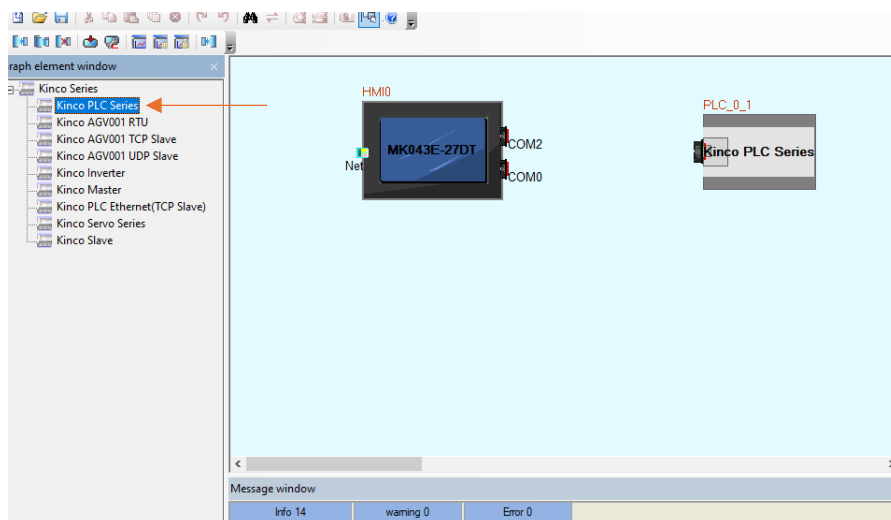 raph element window
Kinco Series
Kinco PLC Series
Kinco AGV001 RTU
Kinco AGV001 TCP Slave
Kinco AGV001 UDP Slave
Kinco Inverter
Kinco Master
Kinco PLC Ethernet(TCP Slave)
Kinco Servo Series
Kinco Slave
HMI0
MK043E-27DT
COM2
COM0
Net
PLC_0_1
Kinco PLC Series
Message window
Info 14
warning 0
Error 0